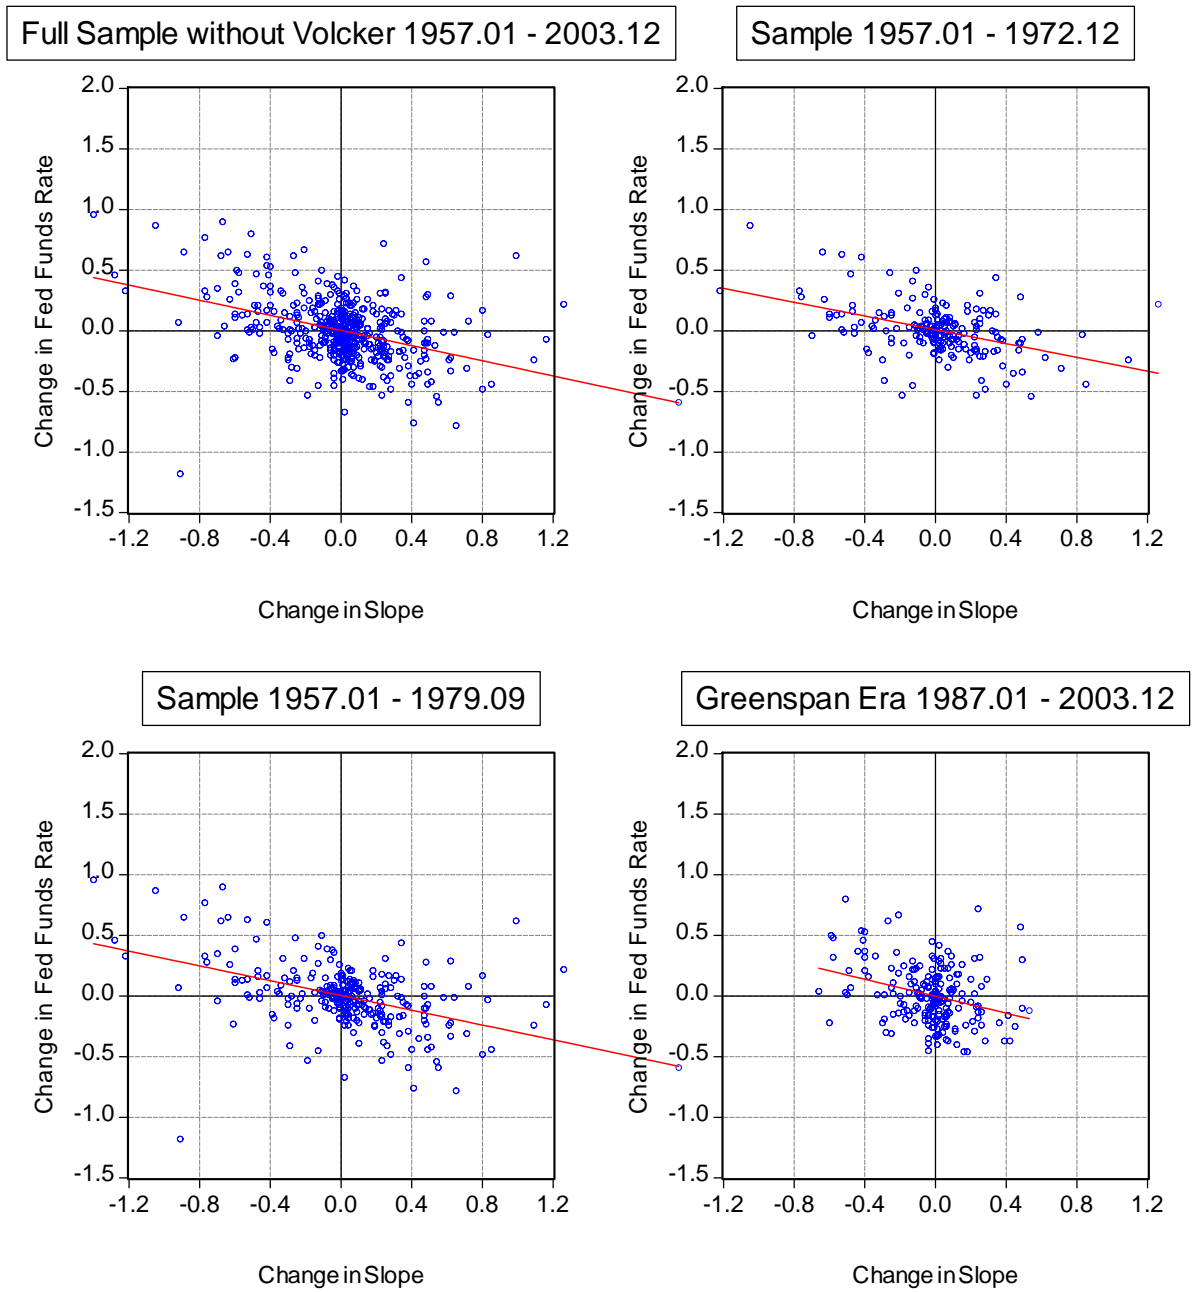 Full Sample without Volcker 1957.01 - 2003.12
Change in Fed Funds Rate
2.0
1.5
1.0
0.5
0.0
-0.5
-1.0
-1.5
-1.2 -0.8 -0.4 0.0 0.4 0.8 1.2
Change in Slope
Sample 1957.01 - 1972.12
Change in Fed Funds Rate
2.0
1.5
1.0
0.5
0.0
-0.5
-1.0
-1.5
-1.2 -0.8 -0.4 0.0 0.4 0.8 1.2
Change in Slope
Sample 1957.01 - 1979.09
Change in Fed Funds Rate
2.0
1.5
1.0
0.5
0.0
-0.5
-1.0
-1.5
-1.2 -0.8 -0.4 0.0 0.4 0.8 1.2
Change in Slope
Greenspan Era 1987.01 - 2003.12
Change in Fed Funds Rate
2.0
1.5
1.0
0.5
0.0
-0.5
-1.0
-1.5
-1.2 -0.8 -0.4 0.0 0.4 0.8 1.2
Change in Slope